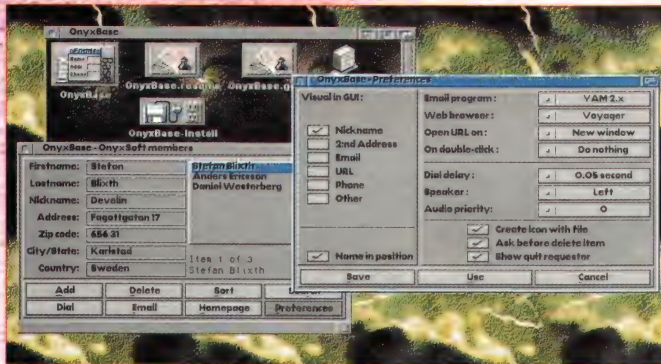 OnyxBase
OnyxBase
OnyxBase.readme
OnyxBase.g
OnyxBase-Install
OnyxBase-OnyxSoft members
Firstname:
Stefan
Lastname:
Blixth
Nickname:
Devolin
Address:
Fagottgatan 17
Zip code:
656 31
City/State:
Karlstad
Country:
Sweden
Stefan Blixth
Anders Ericsson
Daniel Westerberg
Item 1 of 3
Stefan Blixth
Add
Delete
Sort
Dial
Email
Homepage
Preferences
OnyxBase-Preferences
Visual in GUI:
Nickname
2:nd Address
Email
URL
Phone
Other
Name in position
Email program:
YAM 2.x
Web browser:
Voyager
Open URL on:
New window
On double-click:
Do nothing
Dial delay:
0.05 second
Speaker:
Left
Audio priority:
0
Create icon with file
Ask before delete item
Show quit requester
Save
Use
Cancel